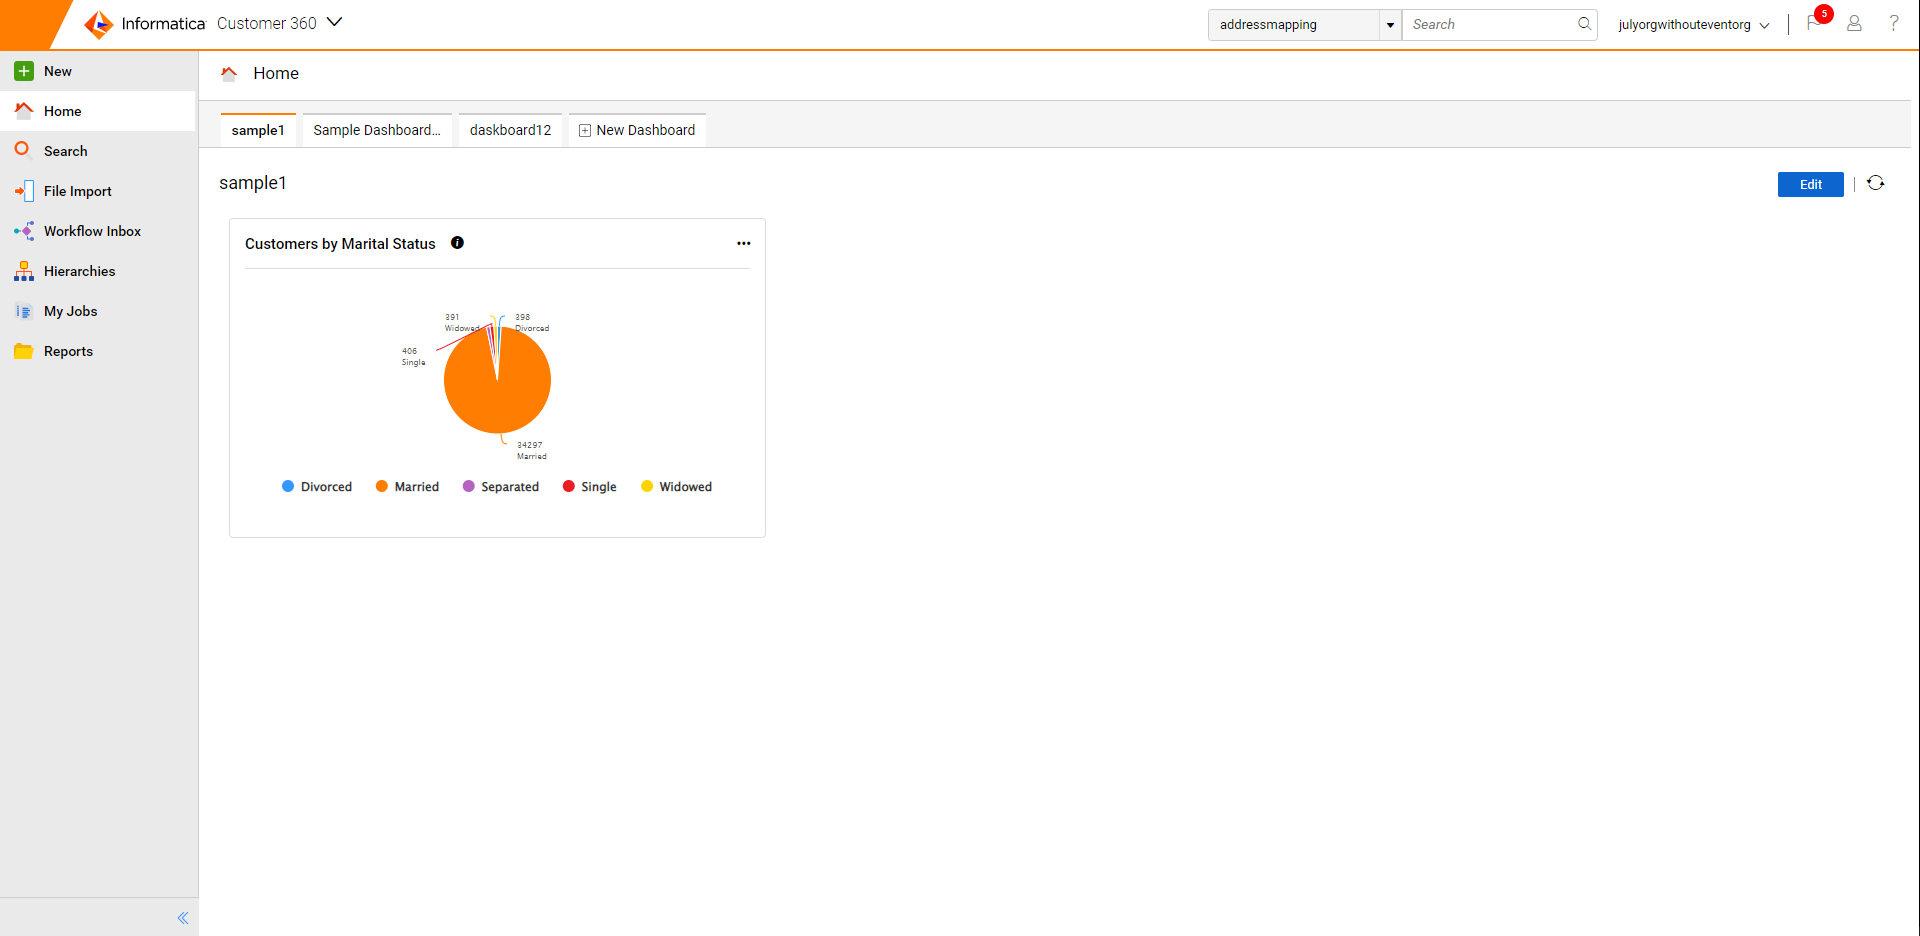 Informatica Customer 360
addressmapping
Search
julyorgwithouteventorg
5
?
New
Home
Search
File Import
Workflow Inbox
Hierarchies
My Jobs
Reports
Home
sample1
Sample Dashboard...
daskboard12
New Dashboard
sample1
Edit
Customers by Marital Status
391
Widowed
398
Divorced
406
Single
34297
Married
Divorced
Married
Separated
Single
Widowed